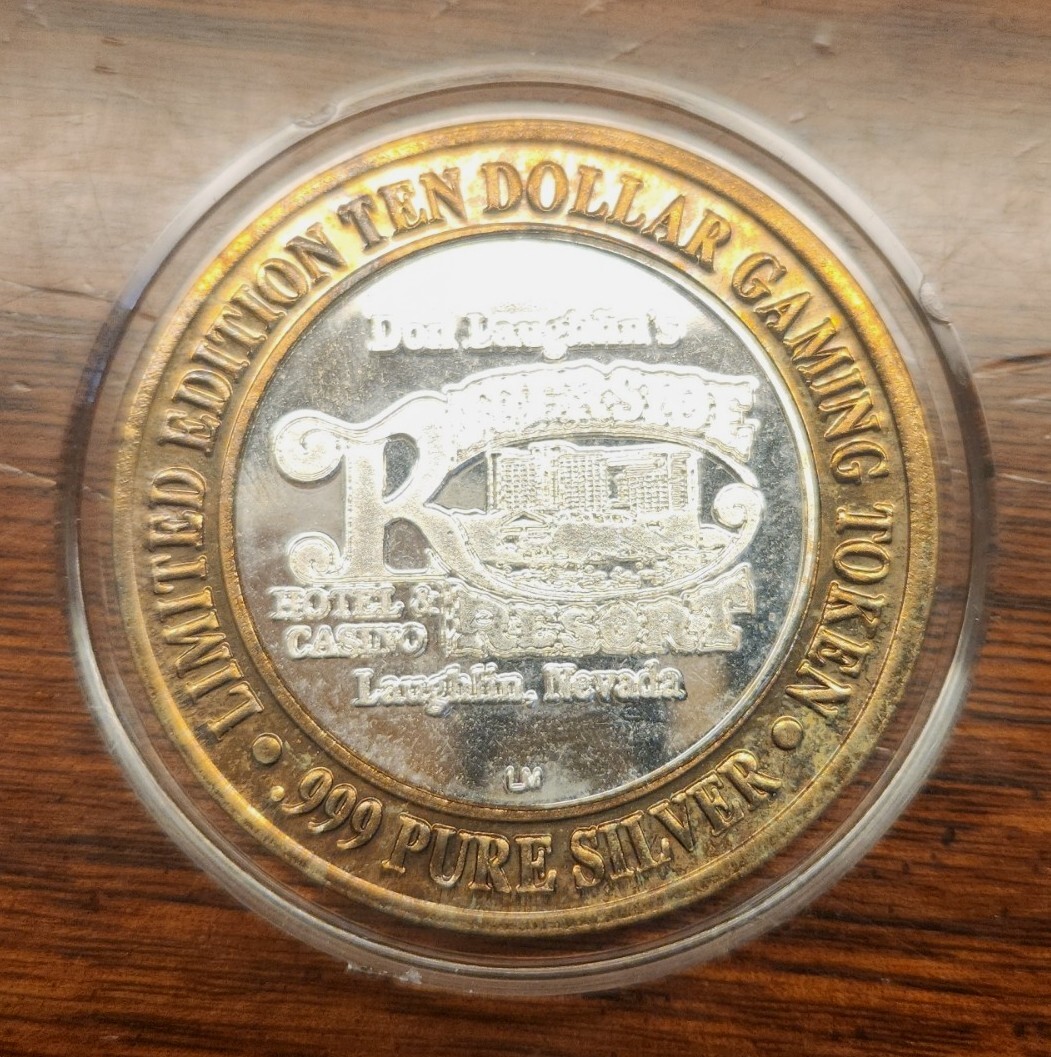 LIMITED EDITION TEN DOLLAR GAMING TOKEN
Don Laughlin's
RIVERSIDE
HOTEL &
CASINO RESORT
Laughlin, Nevada
LM
• .999 PURE SILVER •